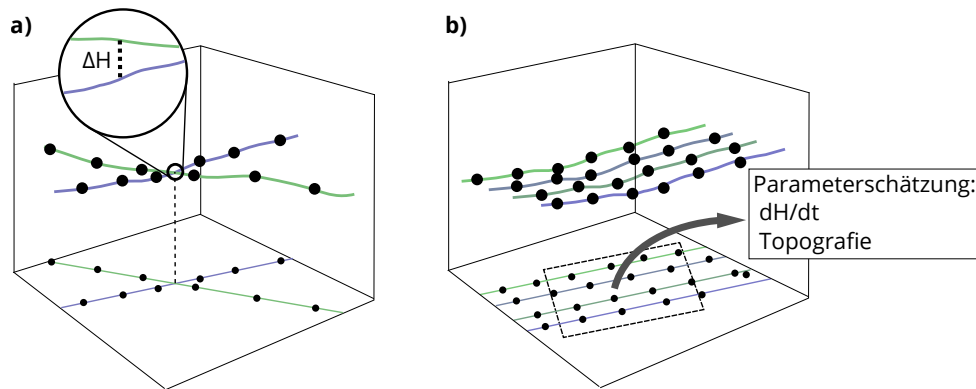 a)
ΔH
b)
Parameterschätzung:
dH/dt
Topografie